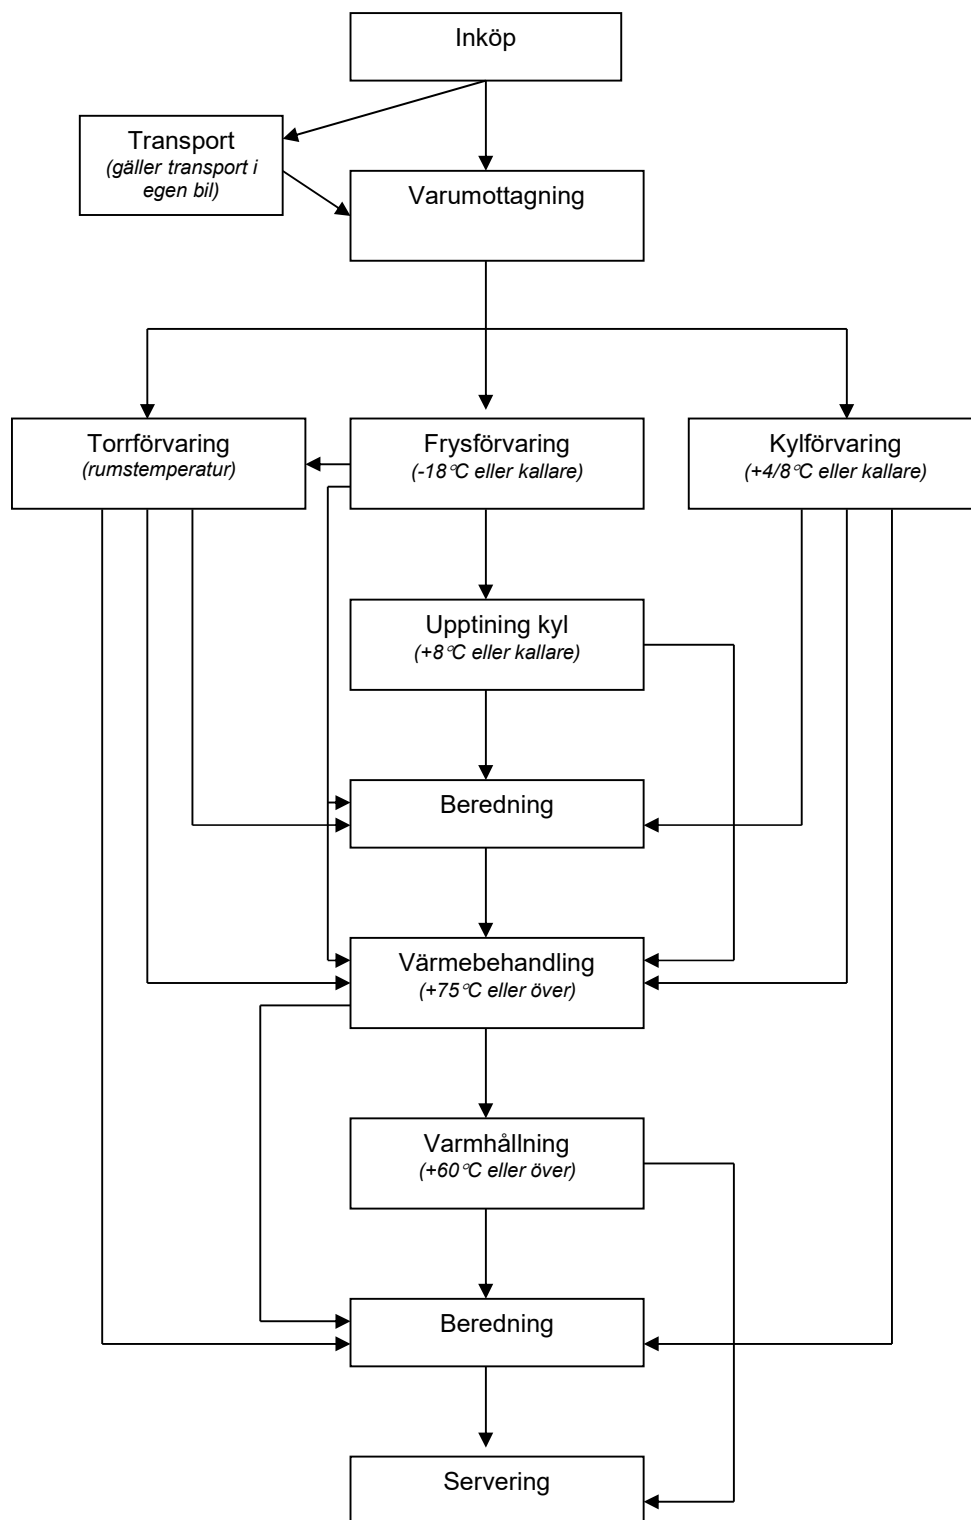 Inköp
Transport
(gäller transport i
egen bil)
Varumottagning
Torrförvaring
(rumstemperatur)
Frysförvaring
(-18°C eller kallare)
Kylförvaring
(+4/8°C eller kallare)
Upptining kyl
(+8°C eller kallare)
Beredning
Värmebehandling
(+75°C eller över)
Varmhållning
(+60°C eller över)
Beredning
Servering